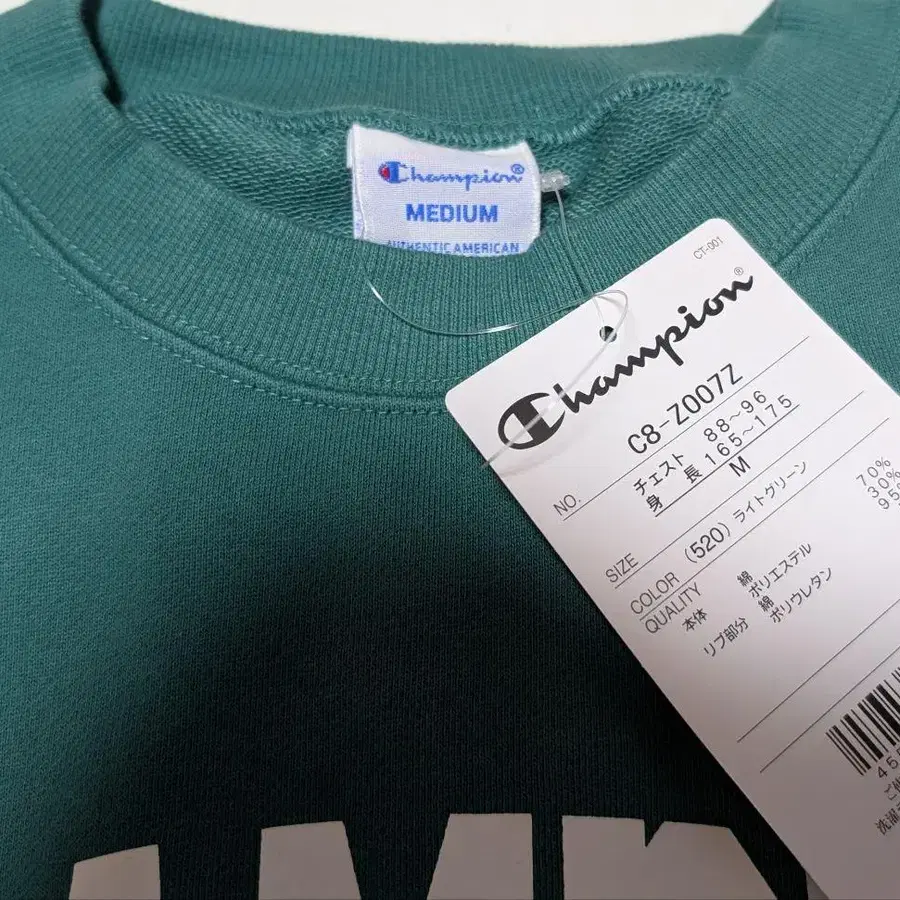 Champion®
MEDIUM
AUTHENTIC AMERICAN
CT-001
Champion®
NO. C8-Z007Z
チェスト 88～96
身 長 165～175
SIZE M
COLOR (520) ライトグリーン
QUALITY
本体 綿 70%
ポリエステル 30%
リブ部分 綿
ポリウレタン